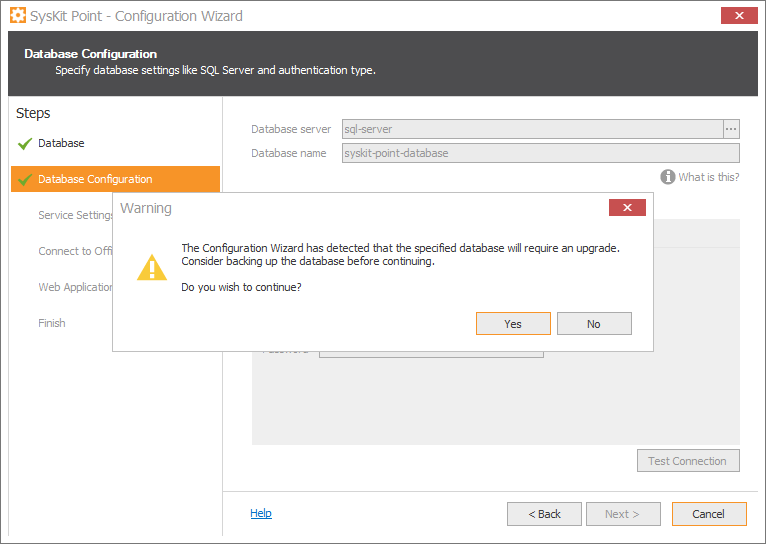 SysKit Point - Configuration Wizard
Database Configuration
Specify database settings like SQL Server and authentication type.
Steps
Database
Database Configuration
Service Settings
Connect to Offi
Web Application
Finish
Database server
sql-server
...
Database name
syskit-point-database
What is this?
Warning
The Configuration Wizard has detected that the specified database will require an upgrade.
Consider backing up the database before continuing.
Do you wish to continue?
Yes
No
Test Connection
Help
< Back
Next >
Cancel